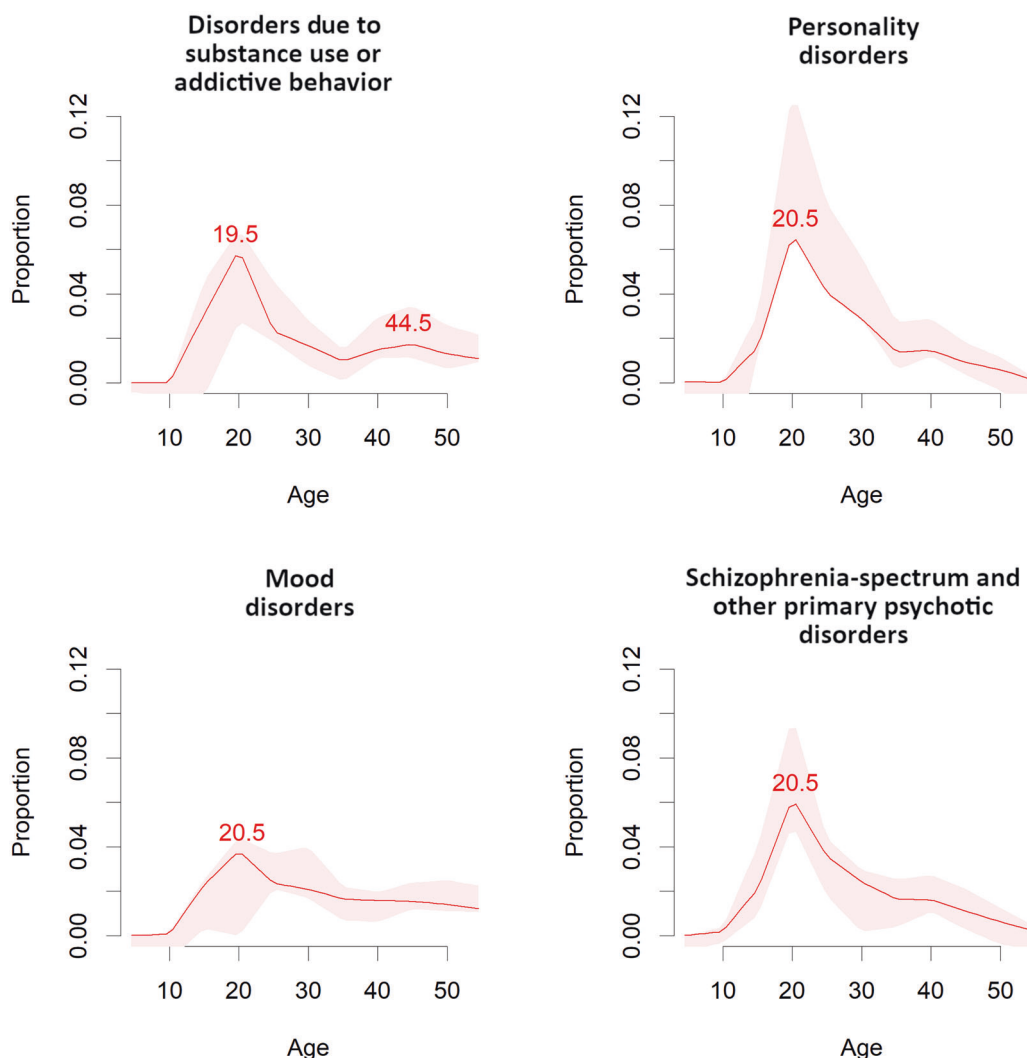 Disorders due to
substance use or
addictive behavior
0.12
0.08
0.04
0.00
Proportion
19.5
44.5
10 20 30 40 50
Age
Personality
disorders
0.12
0.08
0.04
0.00
Proportion
20.5
10 20 30 40 50
Age
Mood
disorders
0.12
0.08
0.04
0.00
Proportion
20.5
10 20 30 40 50
Age
Schizophrenia-spectrum and
other primary psychotic
disorders
0.12
0.08
0.04
0.00
Proportion
20.5
10 20 30 40 50
Age